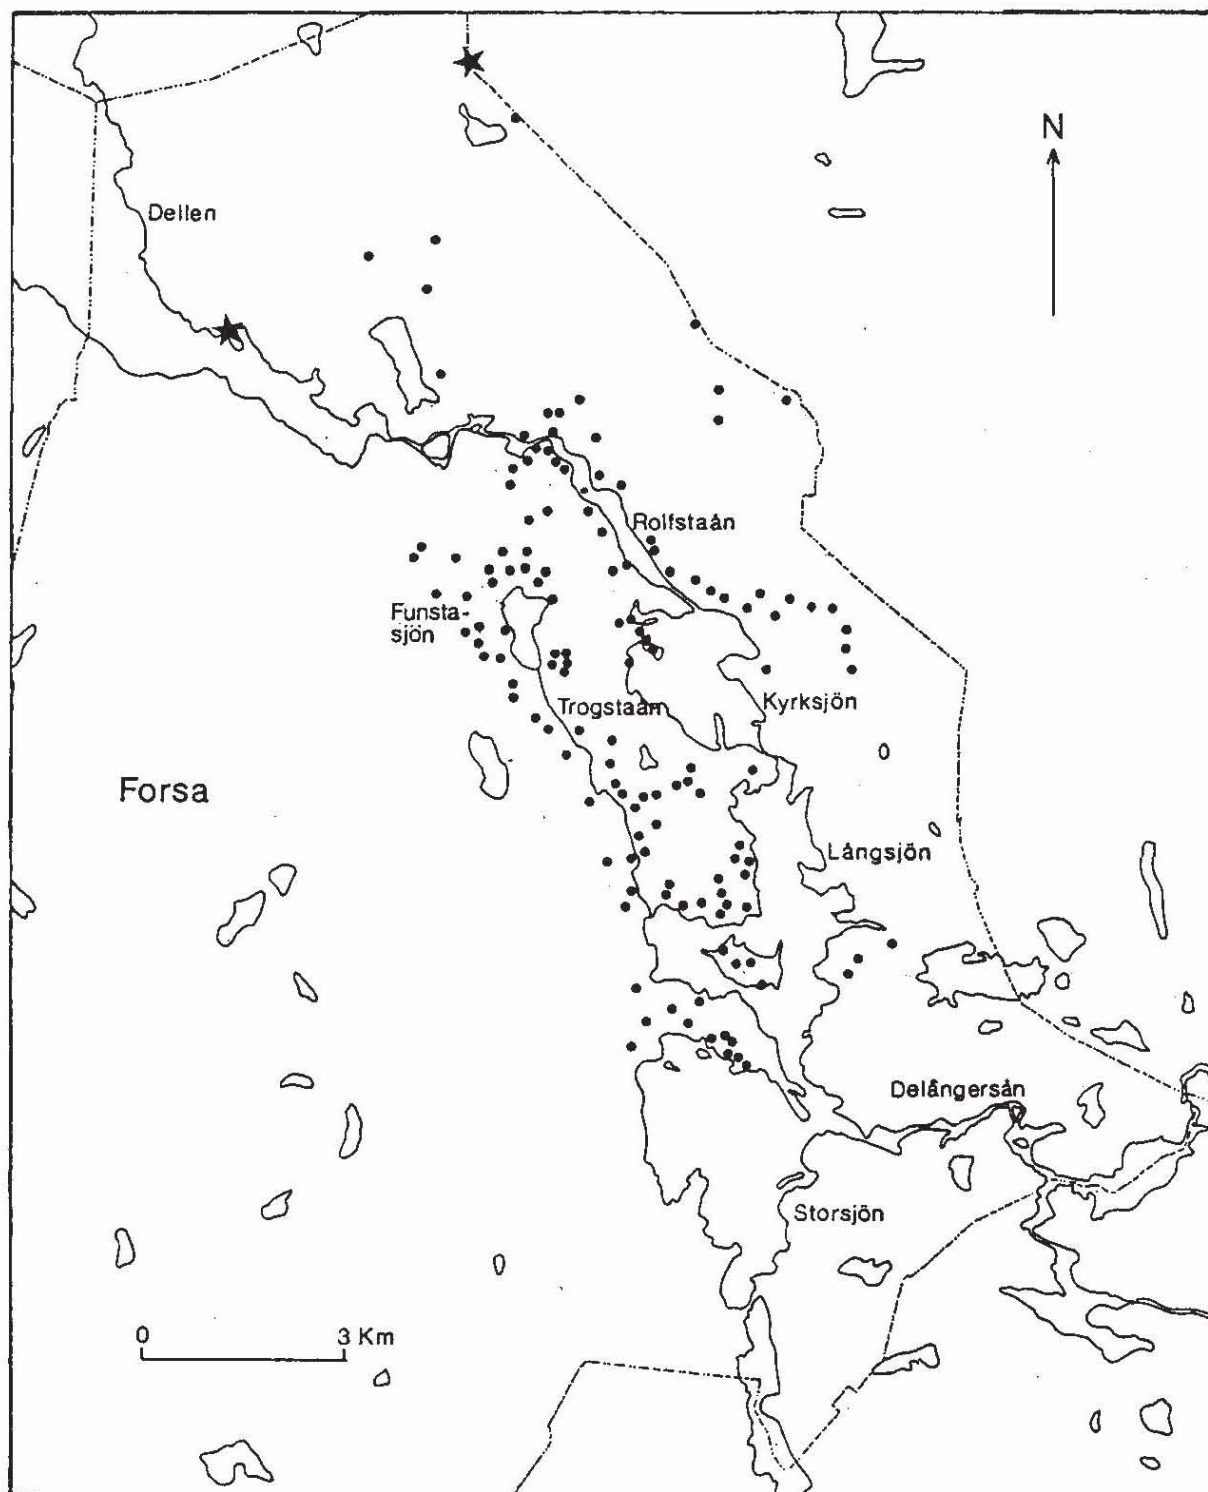 N
Dellen
Rolfstaån
Funsta-
sjön
Trogstaån
Kyrksjön
Forsa
Långsjön
Delångersån
Storsjön
0 3 Km